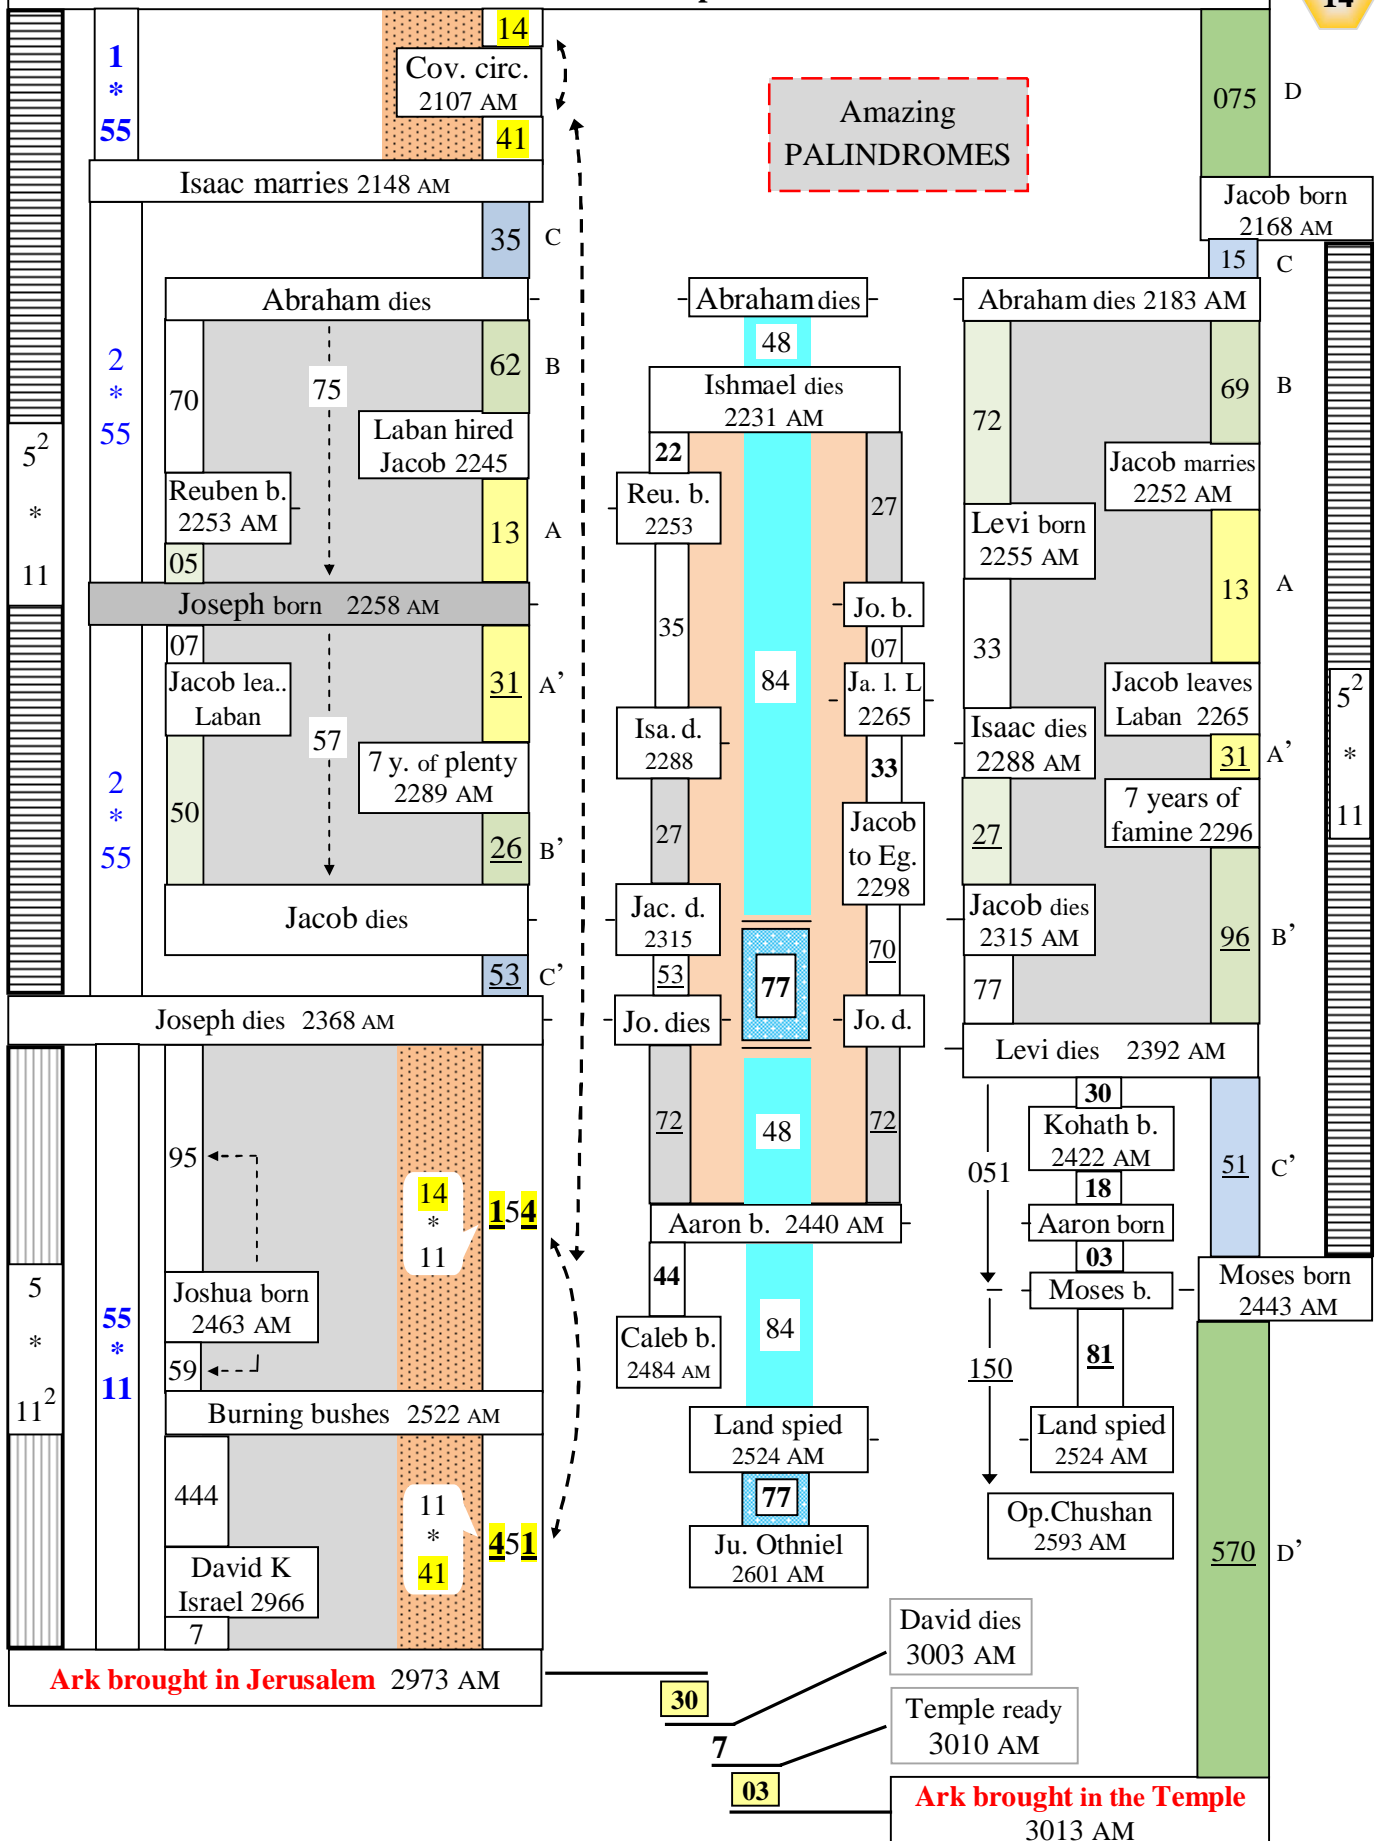 14
1
*
55
14
Cov. circ.
2107 AM
41
Isaac marries 2148 AM
Amazing
PALINDROMES
075 D
Jacob born
2168 AM
35 C
15 C
Abraham dies
Abraham dies
Abraham dies 2183 AM
2
*
55
5²
*
11
70
75
62 B
Laban hired
Jacob 2245
Reuben b.
2253 AM
13 A
05
Joseph born 2258 AM
07
Jacob lea..
Laban
57
31 A’
7 y. of plenty
2289 AM
50
26 B’
2
*
55
Jacob dies
53 C’
Joseph dies 2368 AM
48
Ishmael dies
2231 AM
22
Reu. b.
2253
27
35
84
Jo. b.
07
Ja. l. L
2265
Isa. d.
2288
33
27
Jacob
to Eg.
2298
Jac. d.
2315
70
53
77
Jo. dies
Jo. d.
72
48
72
Aaron b. 2440 AM
44
84
Caleb b.
2484 AM
Land spied
2524 AM
77
Ju. Othniel
2601 AM
72
69 B
Jacob marries
2252 AM
Levi born
2255 AM
13 A
33
Jacob leaves
Laban 2265
Isaac dies
2288 AM
31 A’
7 years of
famine 2296
27
Jacob dies
2315 AM
96 B’
77
Levi dies 2392 AM
5²
*
11
30
Kohath b.
2422 AM
051
18
51 C’
Aaron born
03
Moses b.
Moses born
2443 AM
150
81
Land spied
2524 AM
Op.Chushan
2593 AM
570 D’
5
*
11²
55
*
11
95
14
*
11
154
Joshua born
2463 AM
59
Burning bushes 2522 AM
444
11
*
41
451
David K
Israel 2966
7
Ark brought in Jerusalem 2973 AM
30
David dies
3003 AM
7
Temple ready
3010 AM
03
Ark brought in the Temple
3013 AM